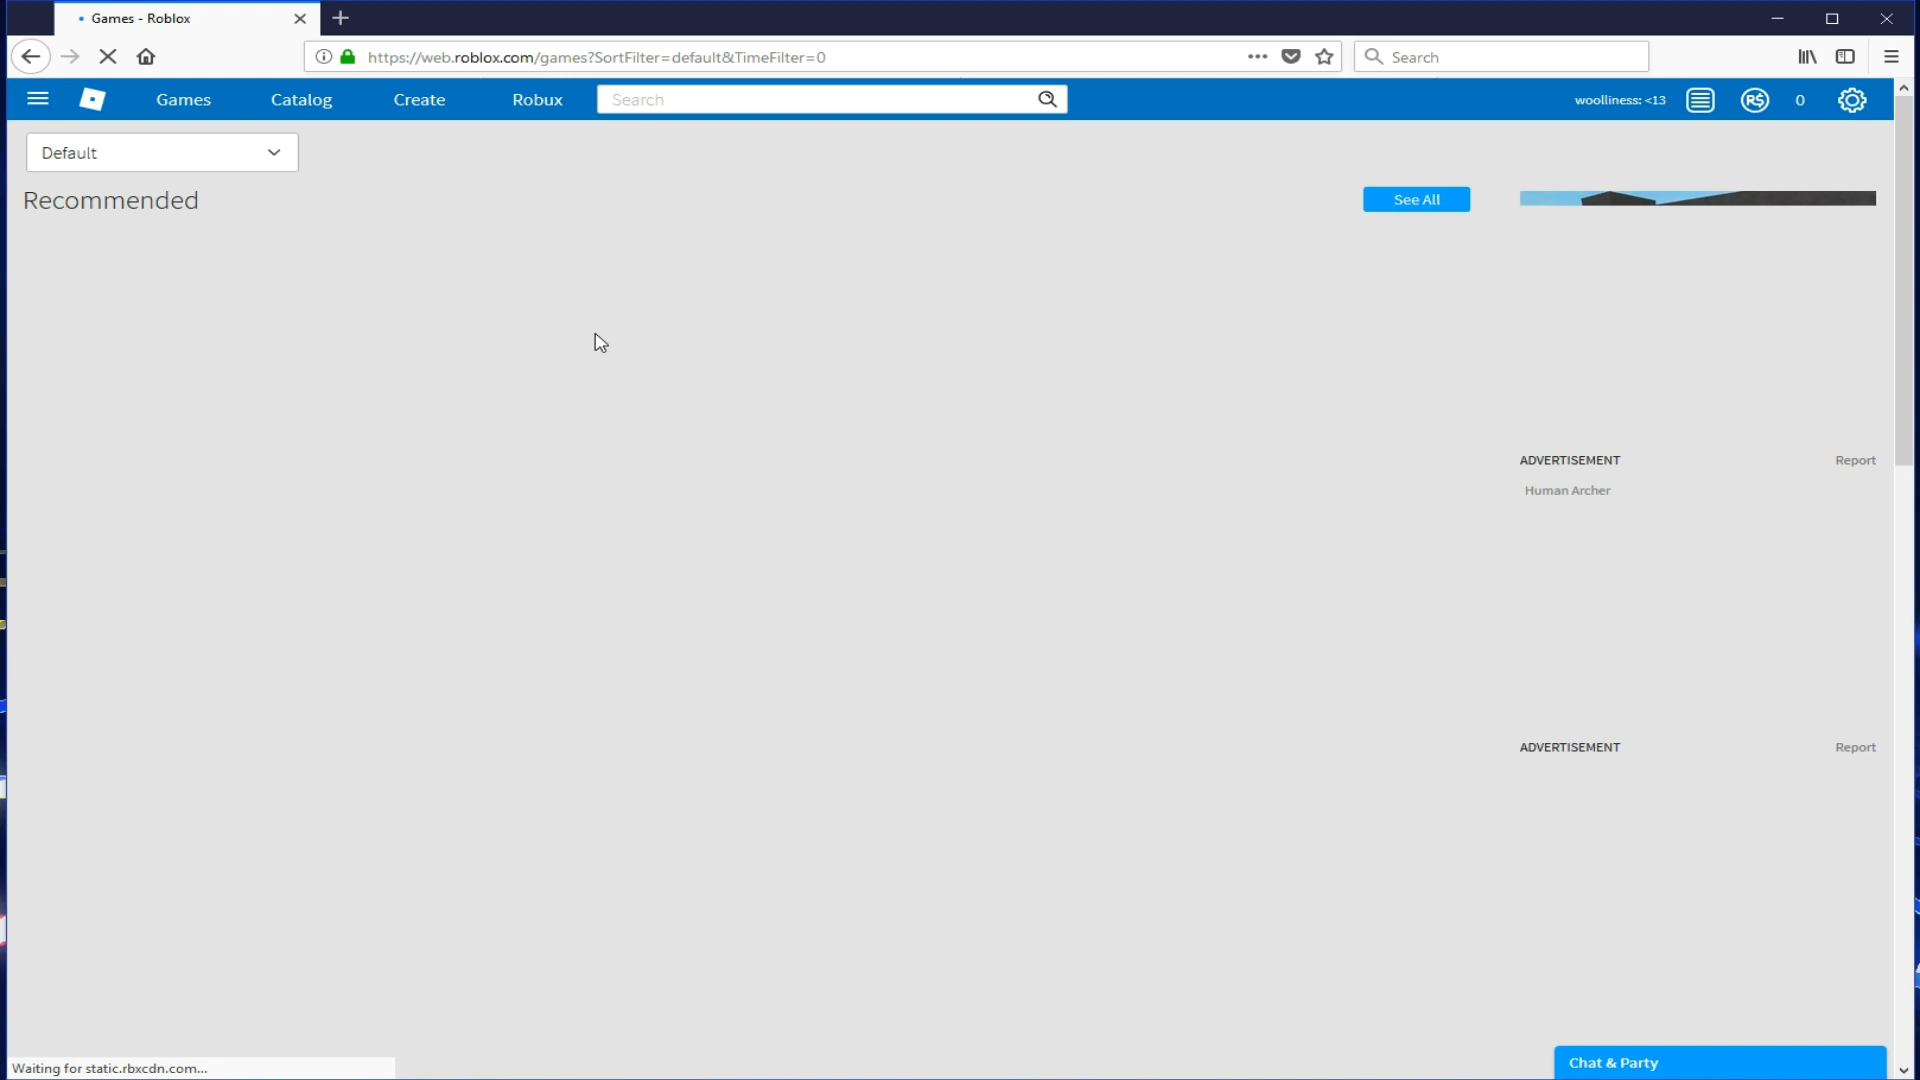 Games - Roblox
https://web.roblox.com/games?SortFilter=default&TimeFilter=0
Search
Games
Catalog
Create
Robux
Search
woolliness: <13
R$
0
Default
Recommended
See All
ADVERTISEMENT
Report
Human Archer
ADVERTISEMENT
Report
Waiting for static.rbxcdn.com...
Chat & Party